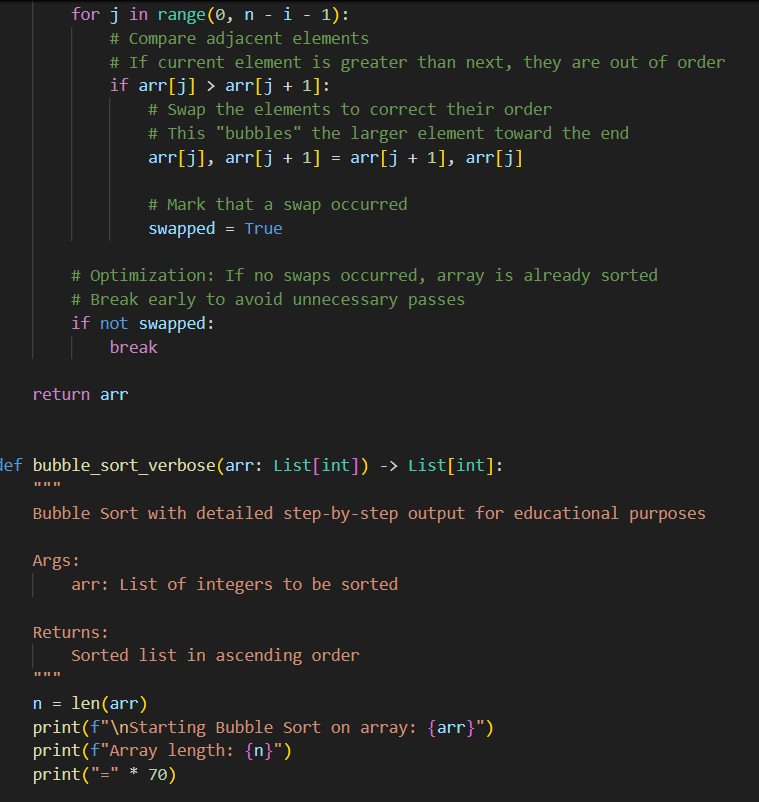 for j in range(0, n - i - 1):
# Compare adjacent elements
# If current element is greater than next, they are out of order
if arr[j] > arr[j + 1]:
# Swap the elements to correct their order
# This "bubbles" the larger element toward the end
arr[j], arr[j + 1] = arr[j + 1], arr[j]
# Mark that a swap occurred
swapped = True
# Optimization: If no swaps occurred, array is already sorted
# Break early to avoid unnecessary passes
if not swapped:
break
return arr
def bubble_sort_verbose(arr: List[int]) -> List[int]:
"""
Bubble Sort with detailed step-by-step output for educational purposes
Args:
arr: List of integers to be sorted
Returns:
Sorted list in ascending order
"""
n = len(arr)
print(f"\nStarting Bubble Sort on array: {arr}")
print(f"Array length: {n}")
print("=" * 70)